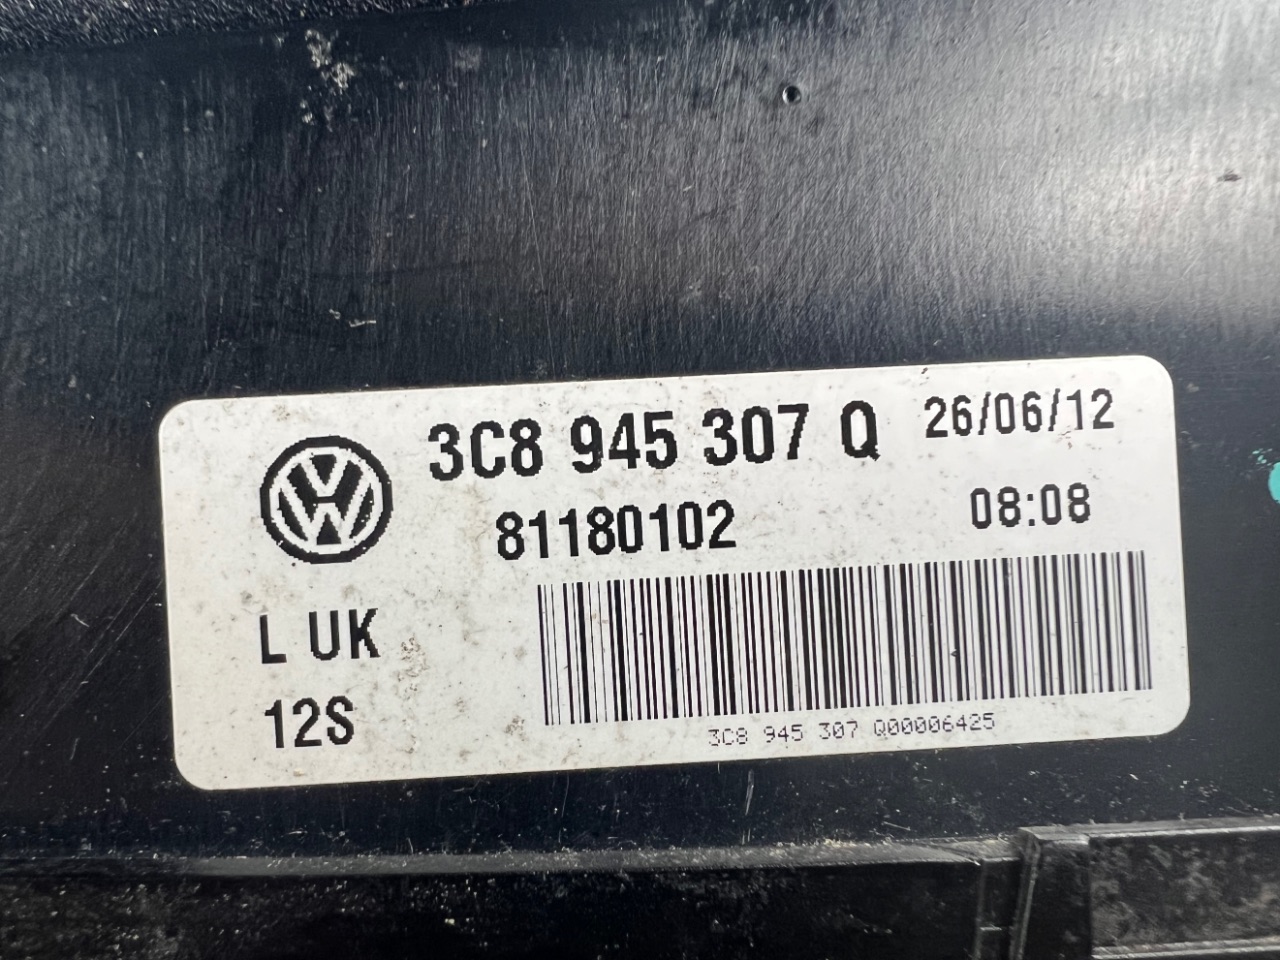 3C8 945 307 Q 26/06/12
81180102 08:08
L UK
12S
3C8 945 307 Q00006425